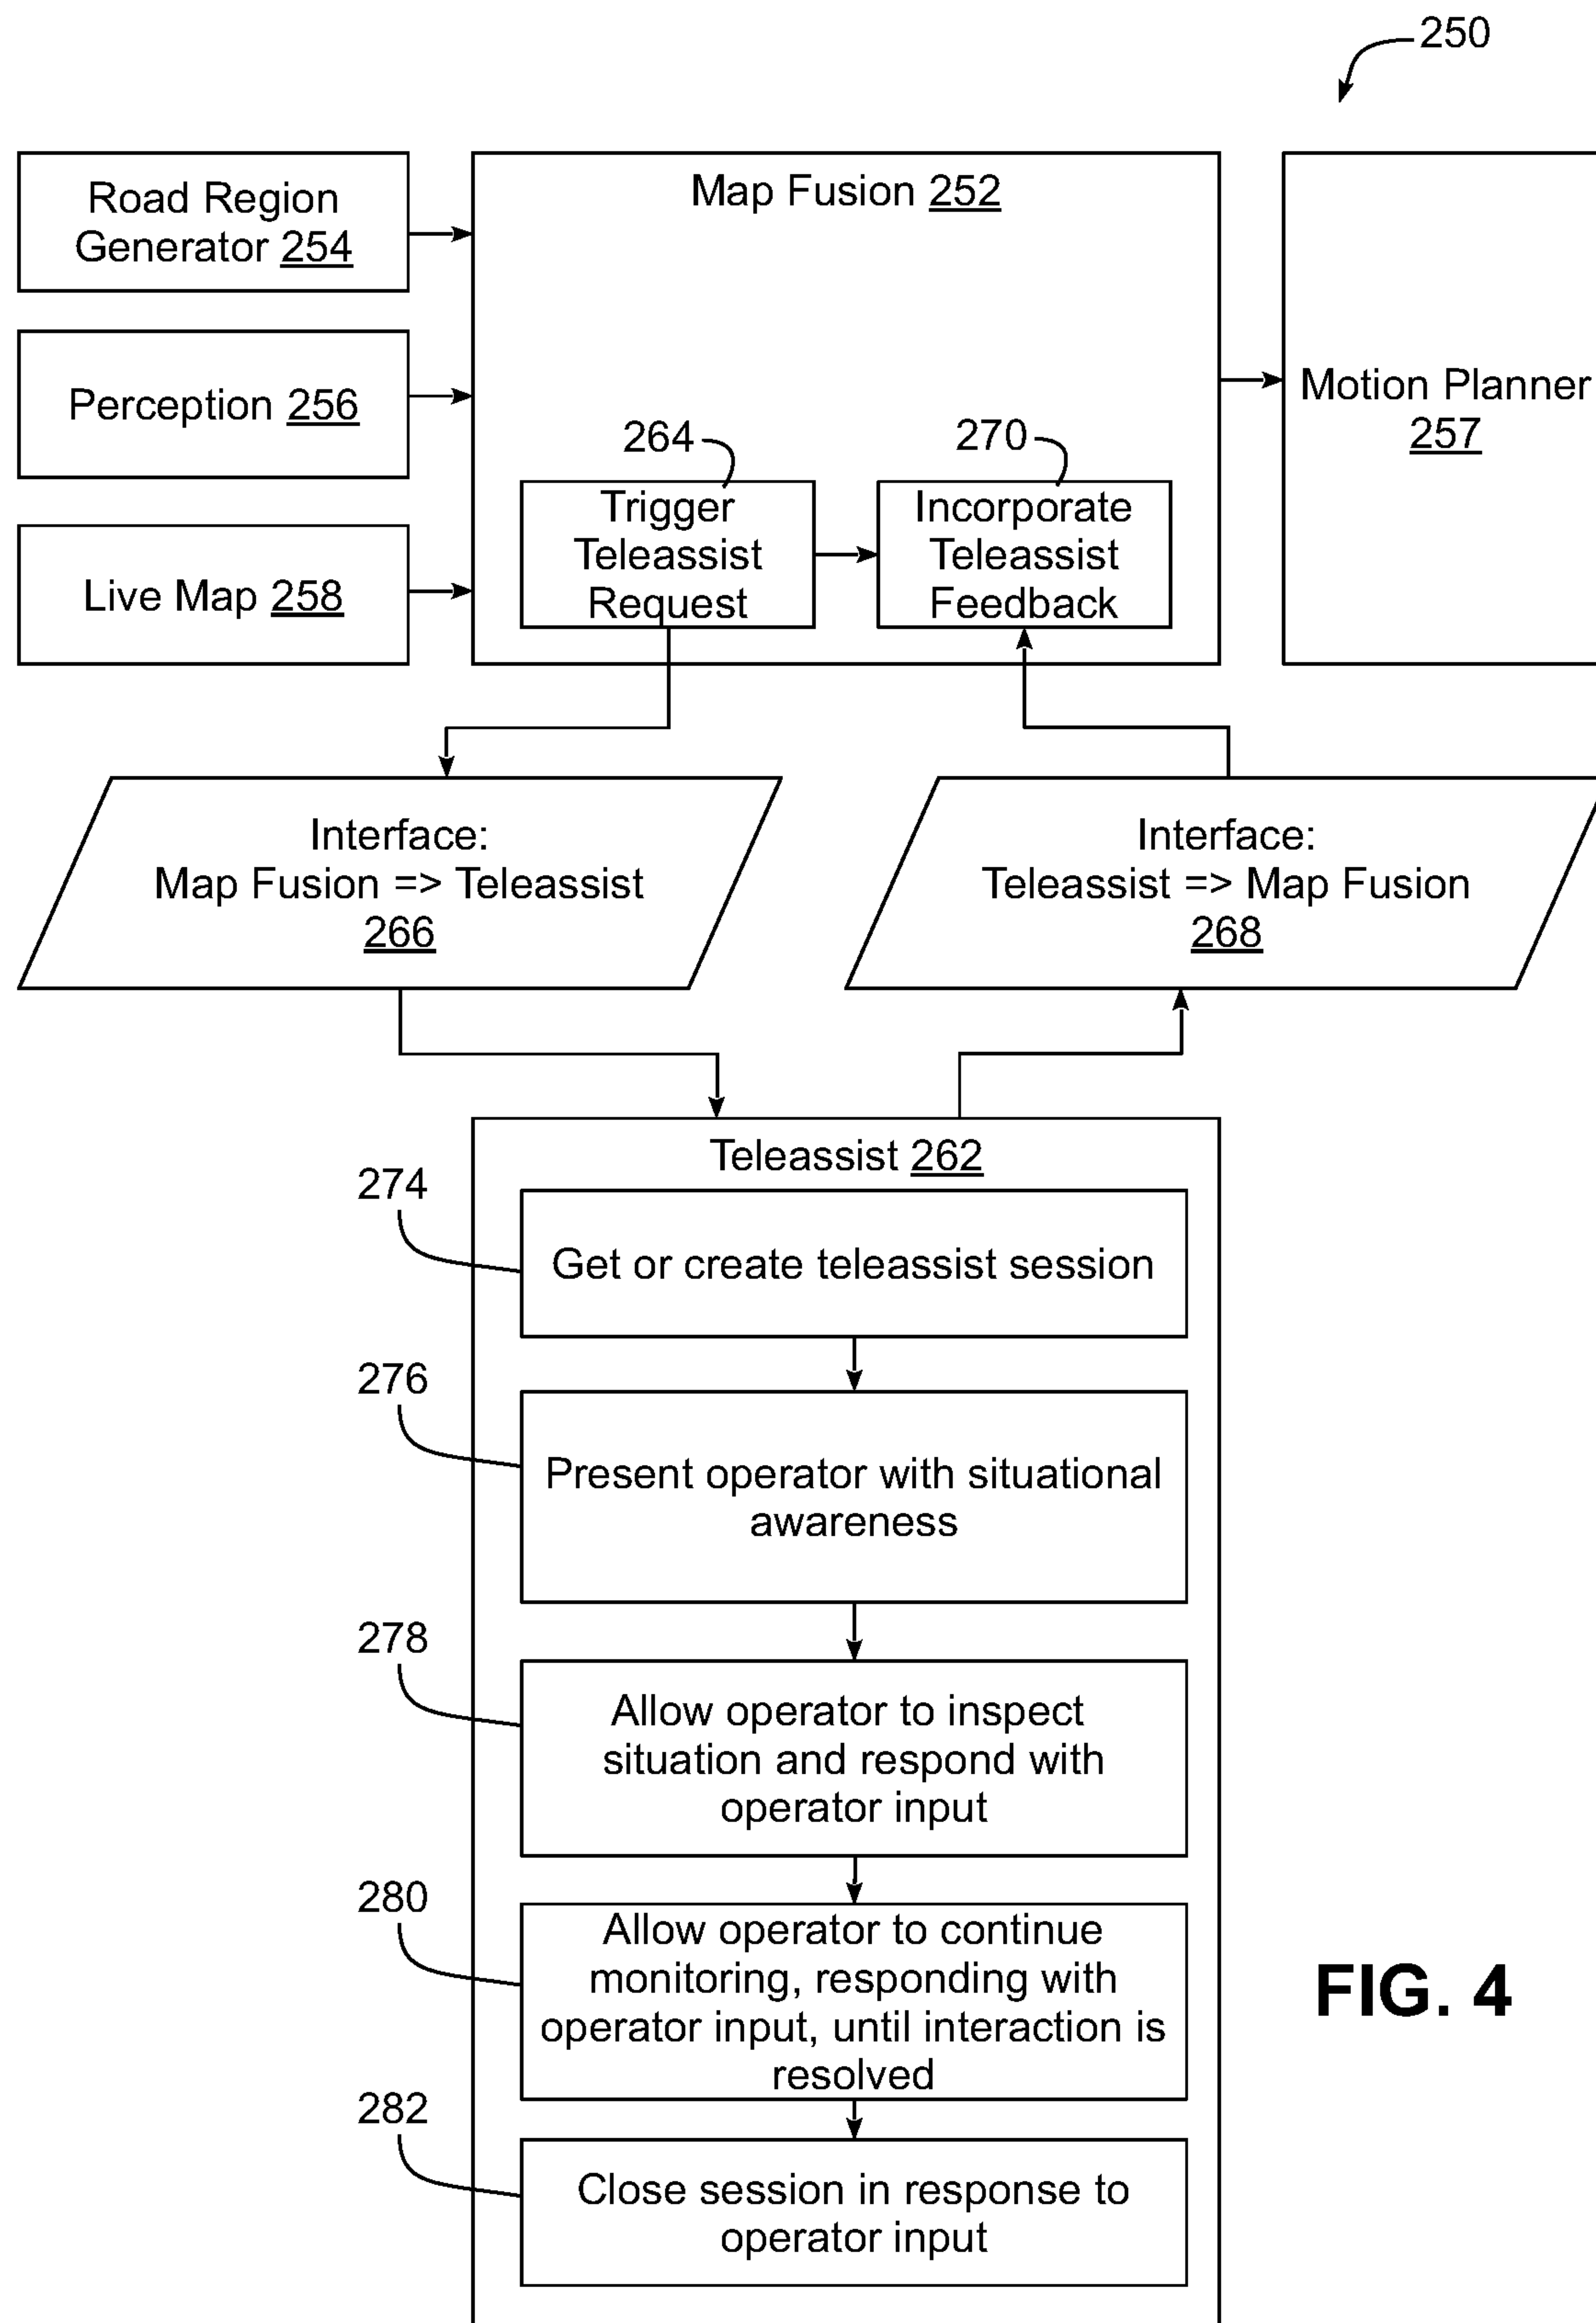 250
Road Region
Generator 254
Map Fusion 252
Perception 256
Motion Planner
257
264
270
Live Map 258
Trigger
Teleassist
Request
Incorporate
Teleassist
Feedback
Interface:
Map Fusion => Teleassist
266
Interface:
Teleassist => Map Fusion
268
Teleassist 262
274
Get or create teleassist session
276
Present operator with situational
awareness
278
Allow operator to inspect
situation and respond with
operator input
280
Allow operator to continue
monitoring, responding with
operator input, until interaction is
resolved
282
Close session in response to
operator input
FIG. 4